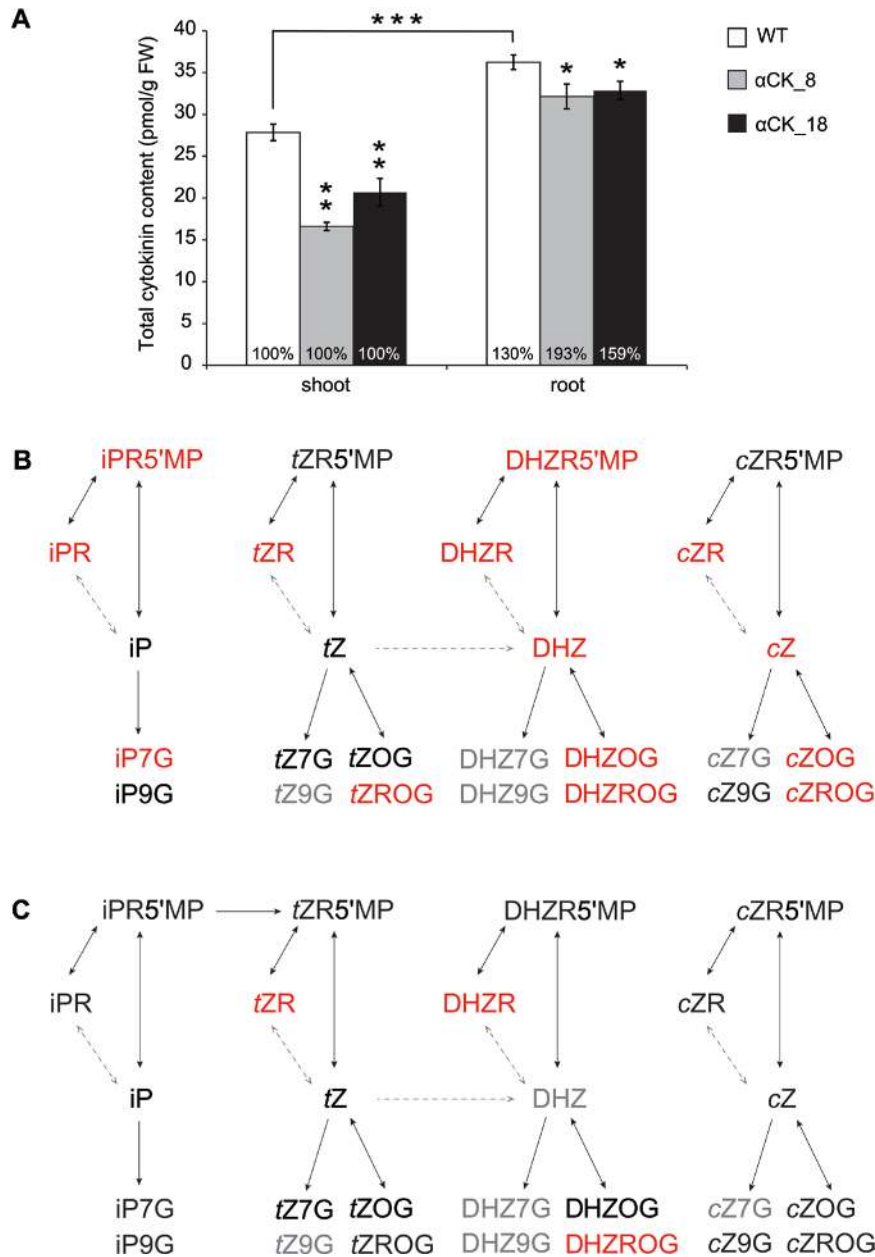 A
Total cytokinin content (pmol/g FW)
40
35
30
25
20
15
10
5
0
***
**
**
*
*
100%
100%
100%
130%
193%
159%
shoot
root
WT
αCK_8
αCK_18
B
iPR5'MP tZR5'MP DHZR5'MP cZR5'MP
iPR tZR DHZR cZR
iP tZ DHZ cZ
iP7G tZ7G tZOG DHZ7G DHZOG cZ7G cZOG
iP9G tZ9G tZROG DHZ9G DHZROG cZ9G cZROG
C
iPR5'MP tZR5'MP DHZR5'MP cZR5'MP
iPR tZR DHZR cZR
iP tZ DHZ cZ
iP7G tZ7G tZOG DHZ7G DHZOG cZ7G cZOG
iP9G tZ9G tZROG DHZ9G DHZROG cZ9G cZROG